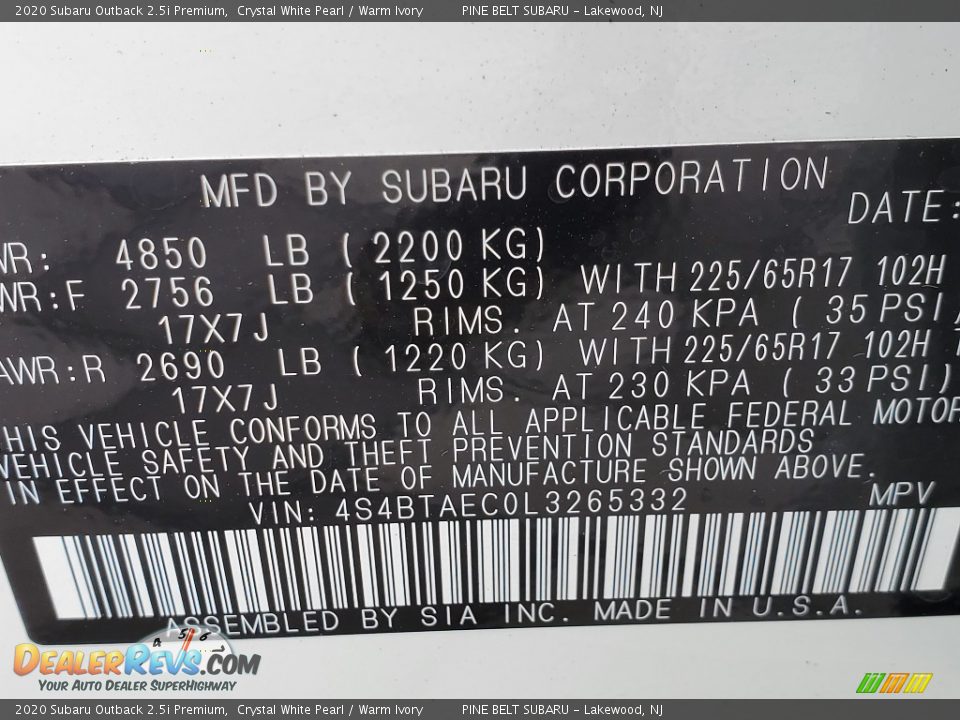 2020 Subaru Outback 2.5i Premium, Crystal White Pearl / Warm Ivory PINE BELT SUBARU - Lakewood, NJ
MFD BY SUBARU CORPORATION
DATE:
WR: 4850 LB (2200 KG)
WR:F 2756 LB (1250 KG) WITH 225/65R17 102H
17X7J RIMS. AT 240 KPA (35 PSI)
AWR:R 2690 LB (1220 KG) WITH 225/65R17 102H
17X7J RIMS. AT 230 KPA (33 PSI)
HIS VEHICLE CONFORMS TO ALL APPLICABLE FEDERAL MOTOR
VEHICLE SAFETY AND THEFT PREVENTION STANDARDS
IN EFFECT ON THE DATE OF MANUFACTURE SHOWN ABOVE.
VIN: 4S4BTAEC0L3265332 MPV
ASSEMBLED BY SIA INC. MADE IN U.S.A.
DEALERREVS.COM
YOUR AUTO DEALER SUPERHIGHWAY
2020 Subaru Outback 2.5i Premium, Crystal White Pearl / Warm Ivory PINE BELT SUBARU - Lakewood, NJ